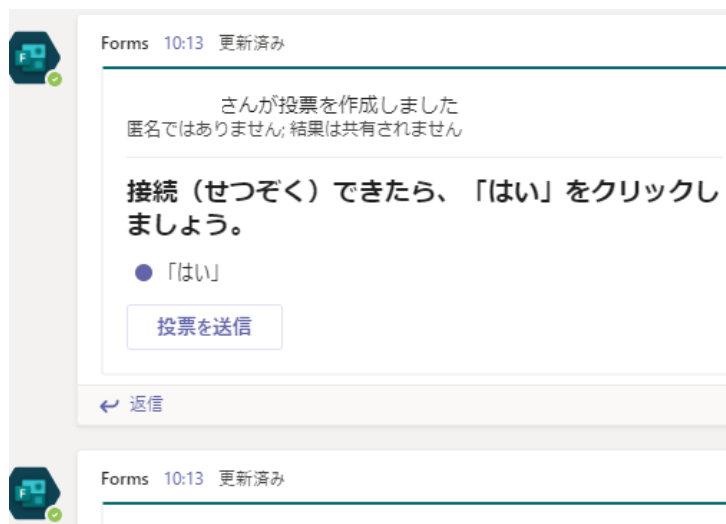 Forms 10:13 更新済み
さんが投票を作成しました
匿名ではありません; 結果は共有されません
接続（せつぞく）できたら、「はい」をクリックし
ましょう。
「はい」
投票を送信
返信
Forms 10:13 更新済み